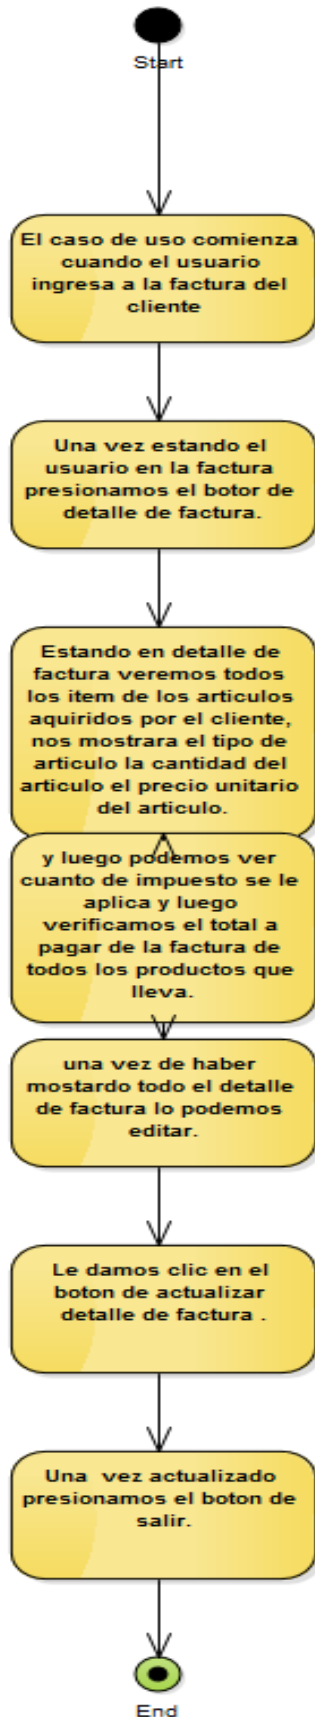 Start
El caso de uso comienza
cuando el usuario
ingresa a la factura del
cliente
Una vez estando el
usuario en la factura
presionamos el botor de
detalle de factura.
Estando en detalle de
factura veremos todos
los item de los articulos
aquiridos por el cliente,
nos mostrara el tipo de
articulo la cantidad del
articulo el precio unitario
del articulo.
y luego podemos ver
cuanto de impuesto se le
aplica y luego
verificamos el total a
pagar de la factura de
todos los productos que
lleva.
una vez de haber
mostardo todo el detalle
de factura lo podemos
editar.
Le damos clic en el
boton de actualizar
detalle de factura .
Una vez actualizado
presionamos el boton de
salir.
End